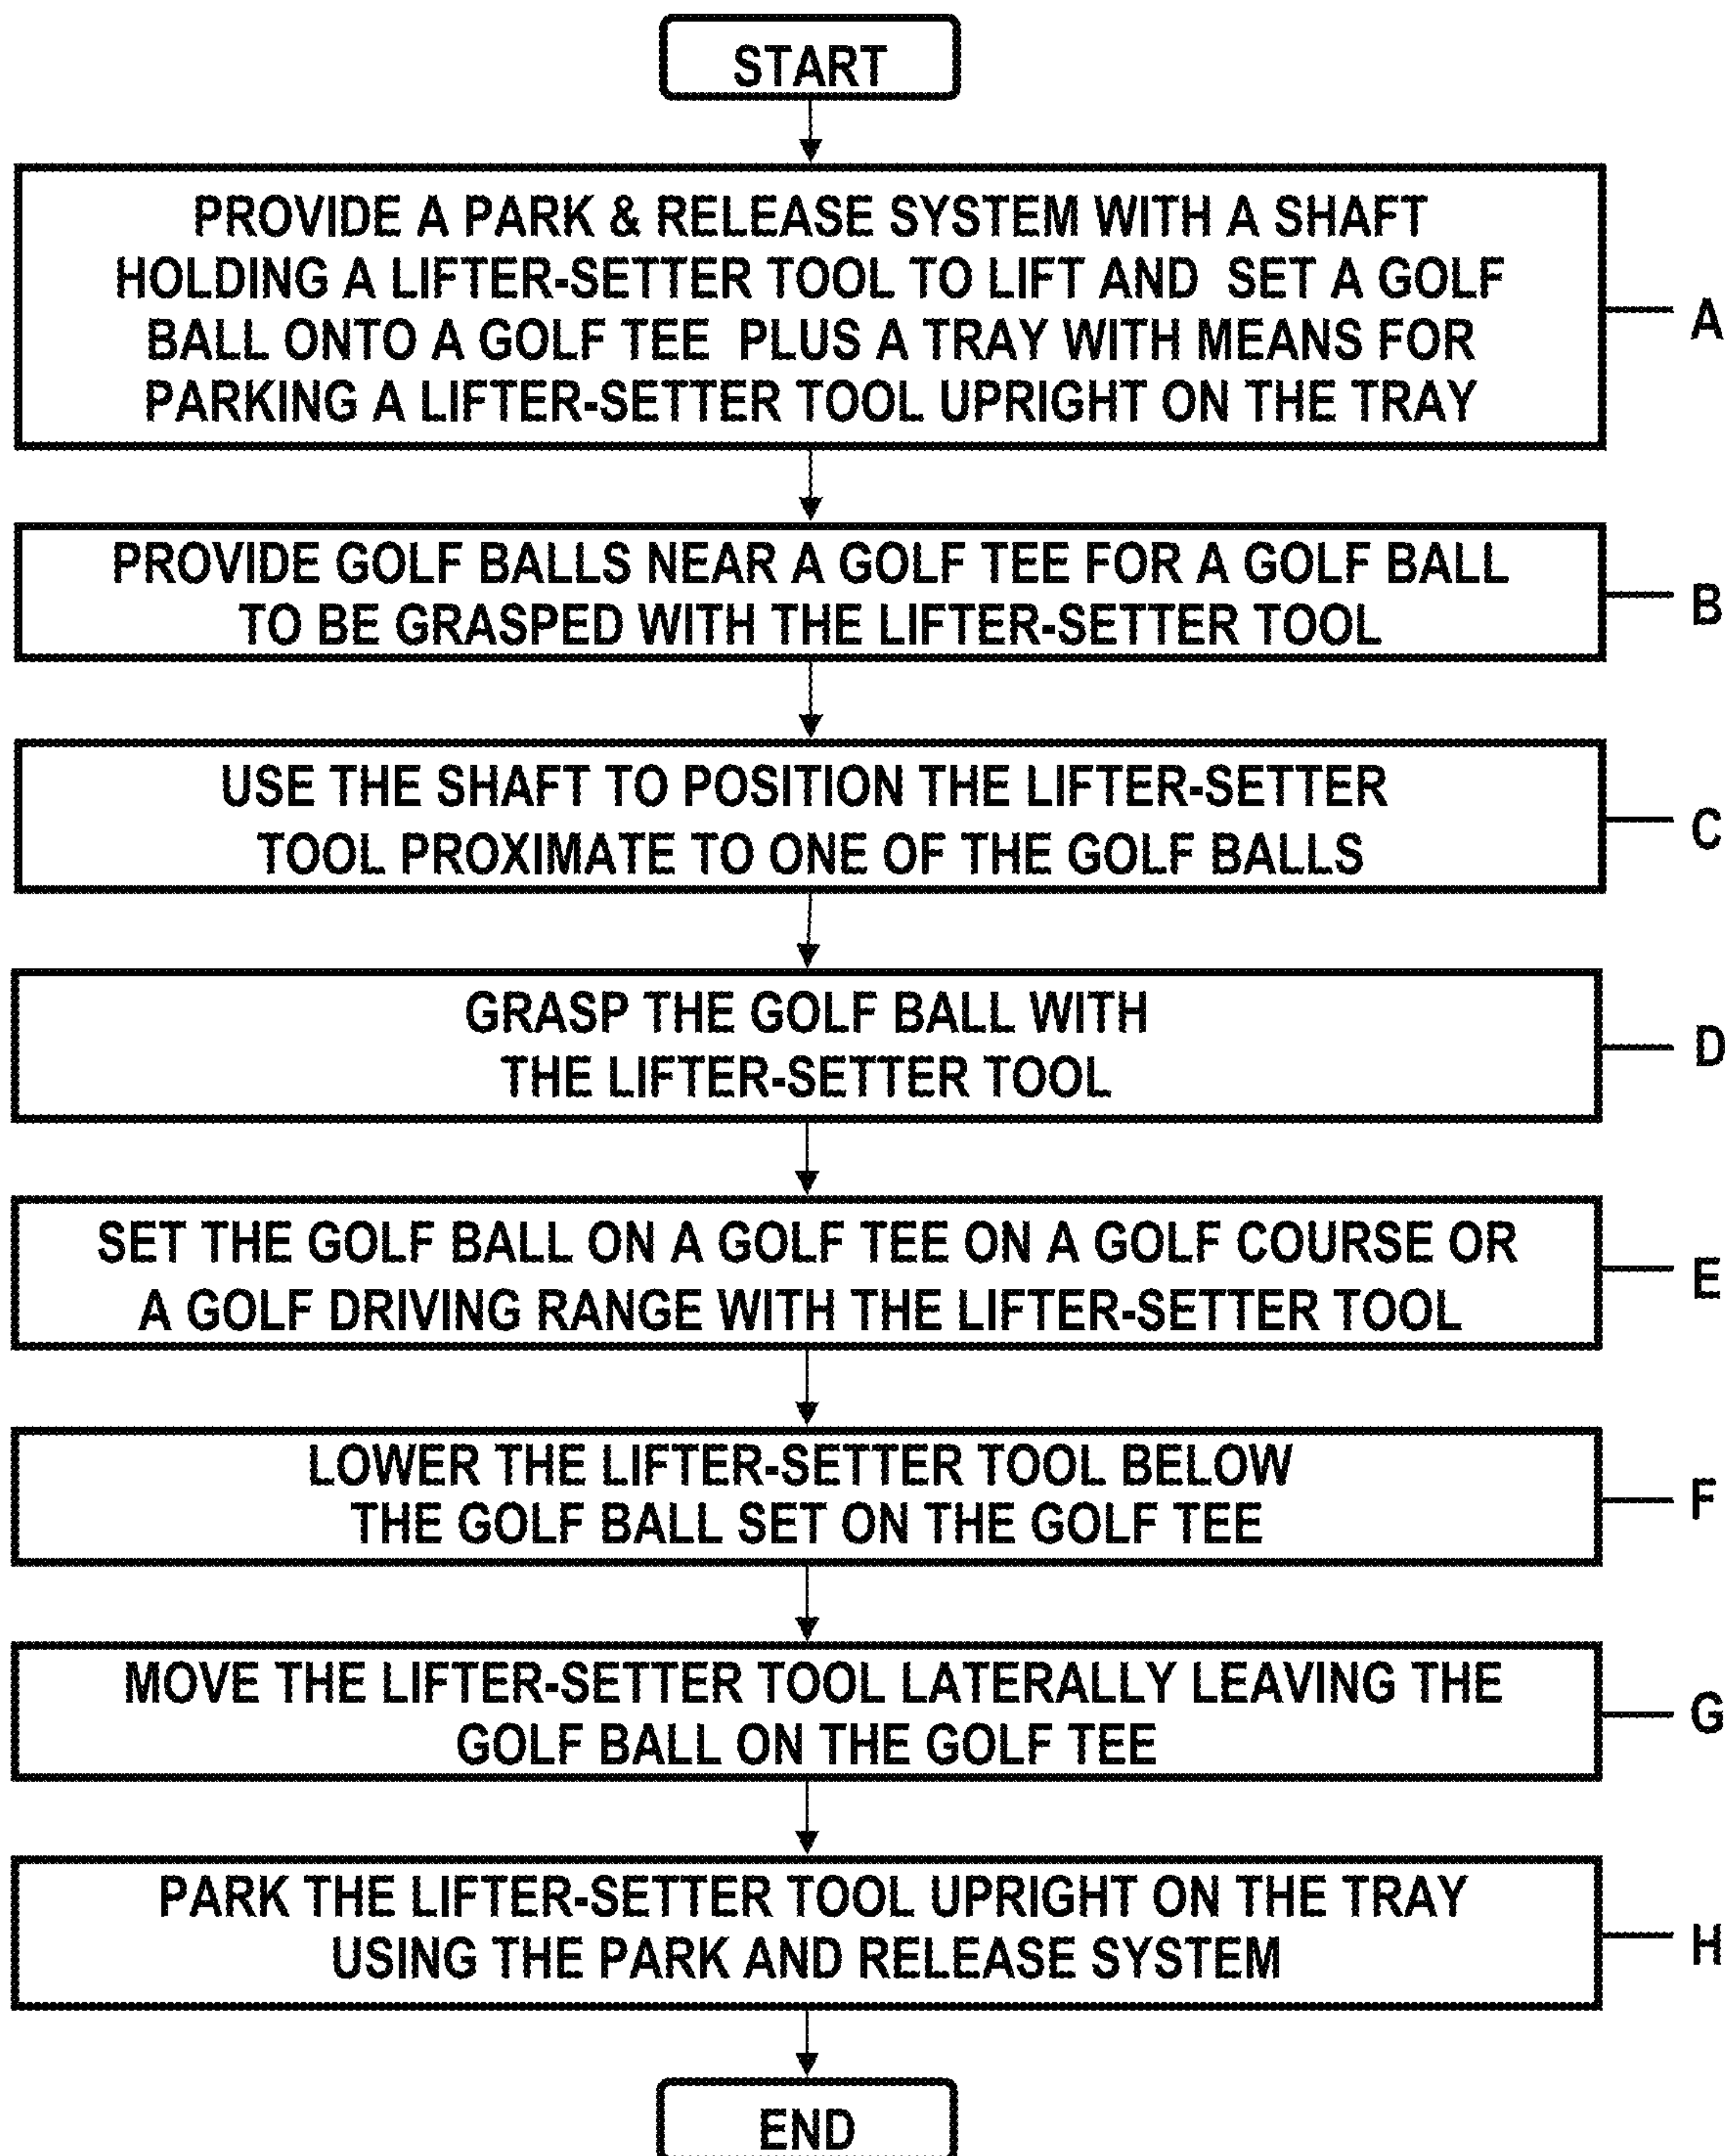 START
PROVIDE A PARK & RELEASE SYSTEM WITH A SHAFT
HOLDING A LIFTER-SETTER TOOL TO LIFT AND SET A GOLF
BALL ONTO A GOLF TEE PLUS A TRAY WITH MEANS FOR
PARKING A LIFTER-SETTER TOOL UPRIGHT ON THE TRAY
A
PROVIDE GOLF BALLS NEAR A GOLF TEE FOR A GOLF BALL
TO BE GRASPED WITH THE LIFTER-SETTER TOOL
B
USE THE SHAFT TO POSITION THE LIFTER-SETTER
TOOL PROXIMATE TO ONE OF THE GOLF BALLS
C
GRASP THE GOLF BALL WITH
THE LIFTER-SETTER TOOL
D
SET THE GOLF BALL ON A GOLF TEE ON A GOLF COURSE OR
A GOLF DRIVING RANGE WITH THE LIFTER-SETTER TOOL
E
LOWER THE LIFTER-SETTER TOOL BELOW
THE GOLF BALL SET ON THE GOLF TEE
F
MOVE THE LIFTER-SETTER TOOL LATERALLY LEAVING THE
GOLF BALL ON THE GOLF TEE
G
PARK THE LIFTER-SETTER TOOL UPRIGHT ON THE TRAY
USING THE PARK AND RELEASE SYSTEM
H
END